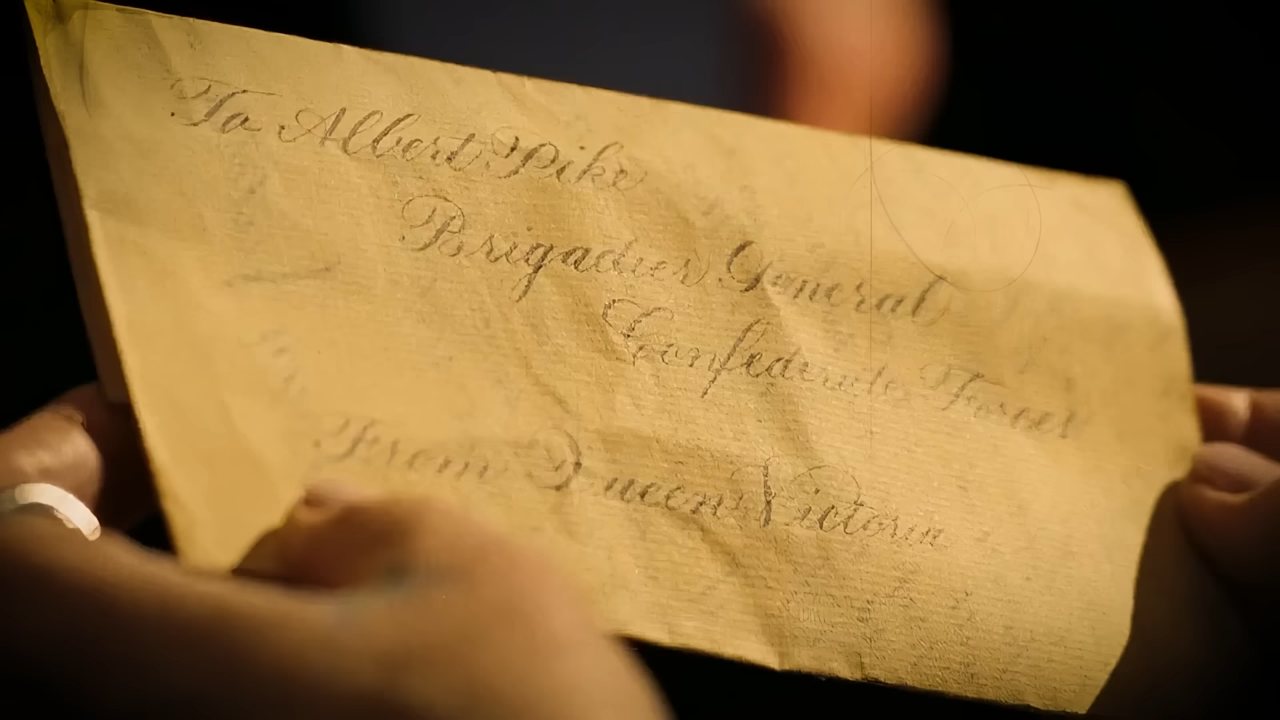 To Albert Pike
Brigadier General
Confederate Forces
From Queen Victoria